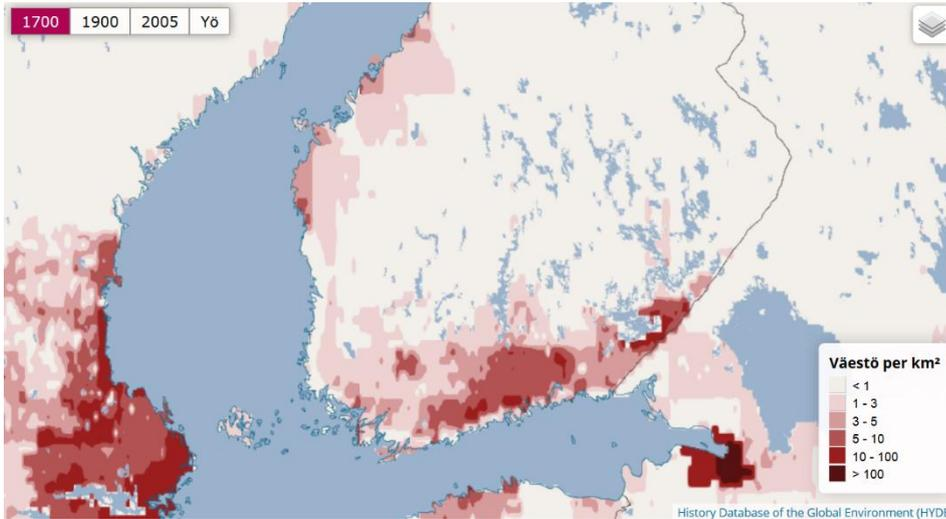 1700 1900 2005 Yö
Väestö per km²
< 1
1 - 3
3 - 5
5 - 10
10 - 100
> 100
History Database of the Global Environment (HYD